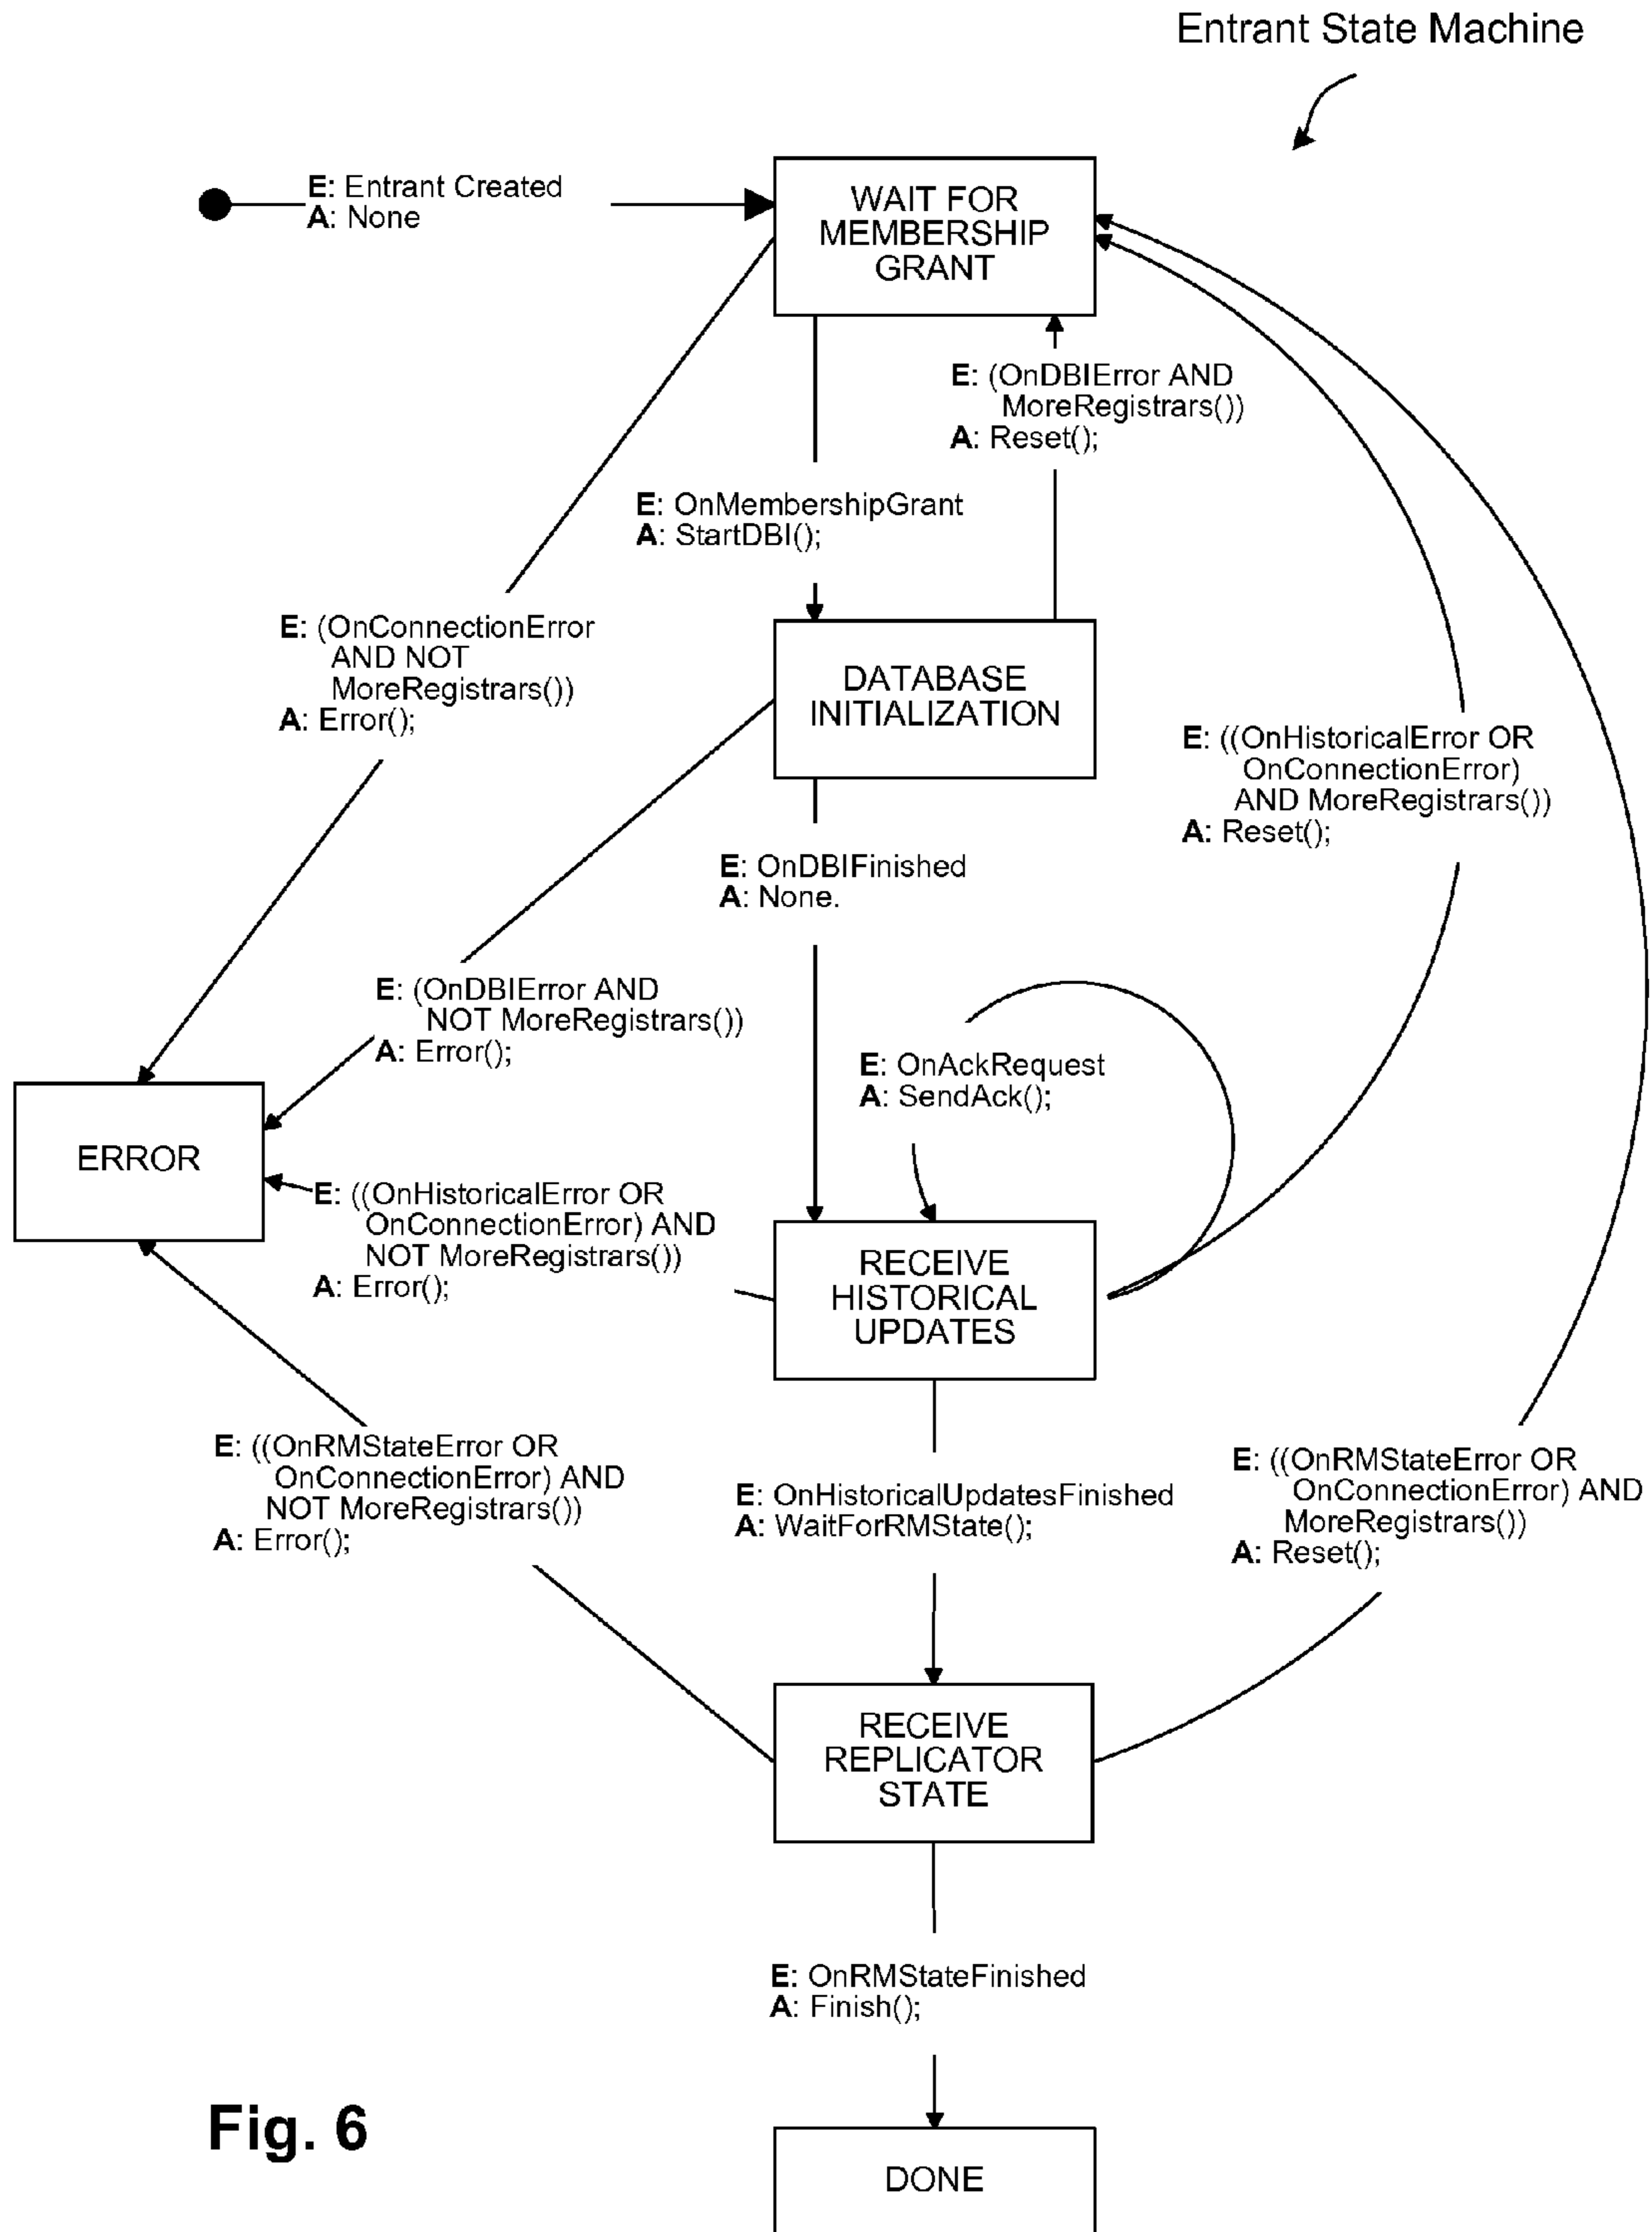 Entrant State Machine
E: Entrant Created
A: None
WAIT FOR
MEMBERSHIP
GRANT
E: (OnDBIError AND
MoreRegistrars())
A: Reset();
E: OnMembershipGrant
A: StartDBI();
E: (OnConnectionError
AND NOT
MoreRegistrars())
A: Error();
DATABASE
INITIALIZATION
E: ((OnHistoricalError OR
OnConnectionError)
AND MoreRegistrars())
A: Reset();
E: OnDBIFinished
A: None.
E: (OnDBIError AND
NOT MoreRegistrars())
A: Error();
E: OnAckRequest
A: SendAck();
ERROR
E: ((OnHistoricalError OR
OnConnectionError) AND
NOT MoreRegistrars())
A: Error();
RECEIVE
HISTORICAL
UPDATES
E: ((OnRMStateError OR
OnConnectionError) AND
NOT MoreRegistrars())
A: Error();
E: OnHistoricalUpdatesFinished
A: WaitForRMState();
E: ((OnRMStateError OR
OnConnectionError) AND
MoreRegistrars())
A: Reset();
RECEIVE
REPLICATOR
STATE
E: OnRMStateFinished
A: Finish();
Fig. 6
DONE